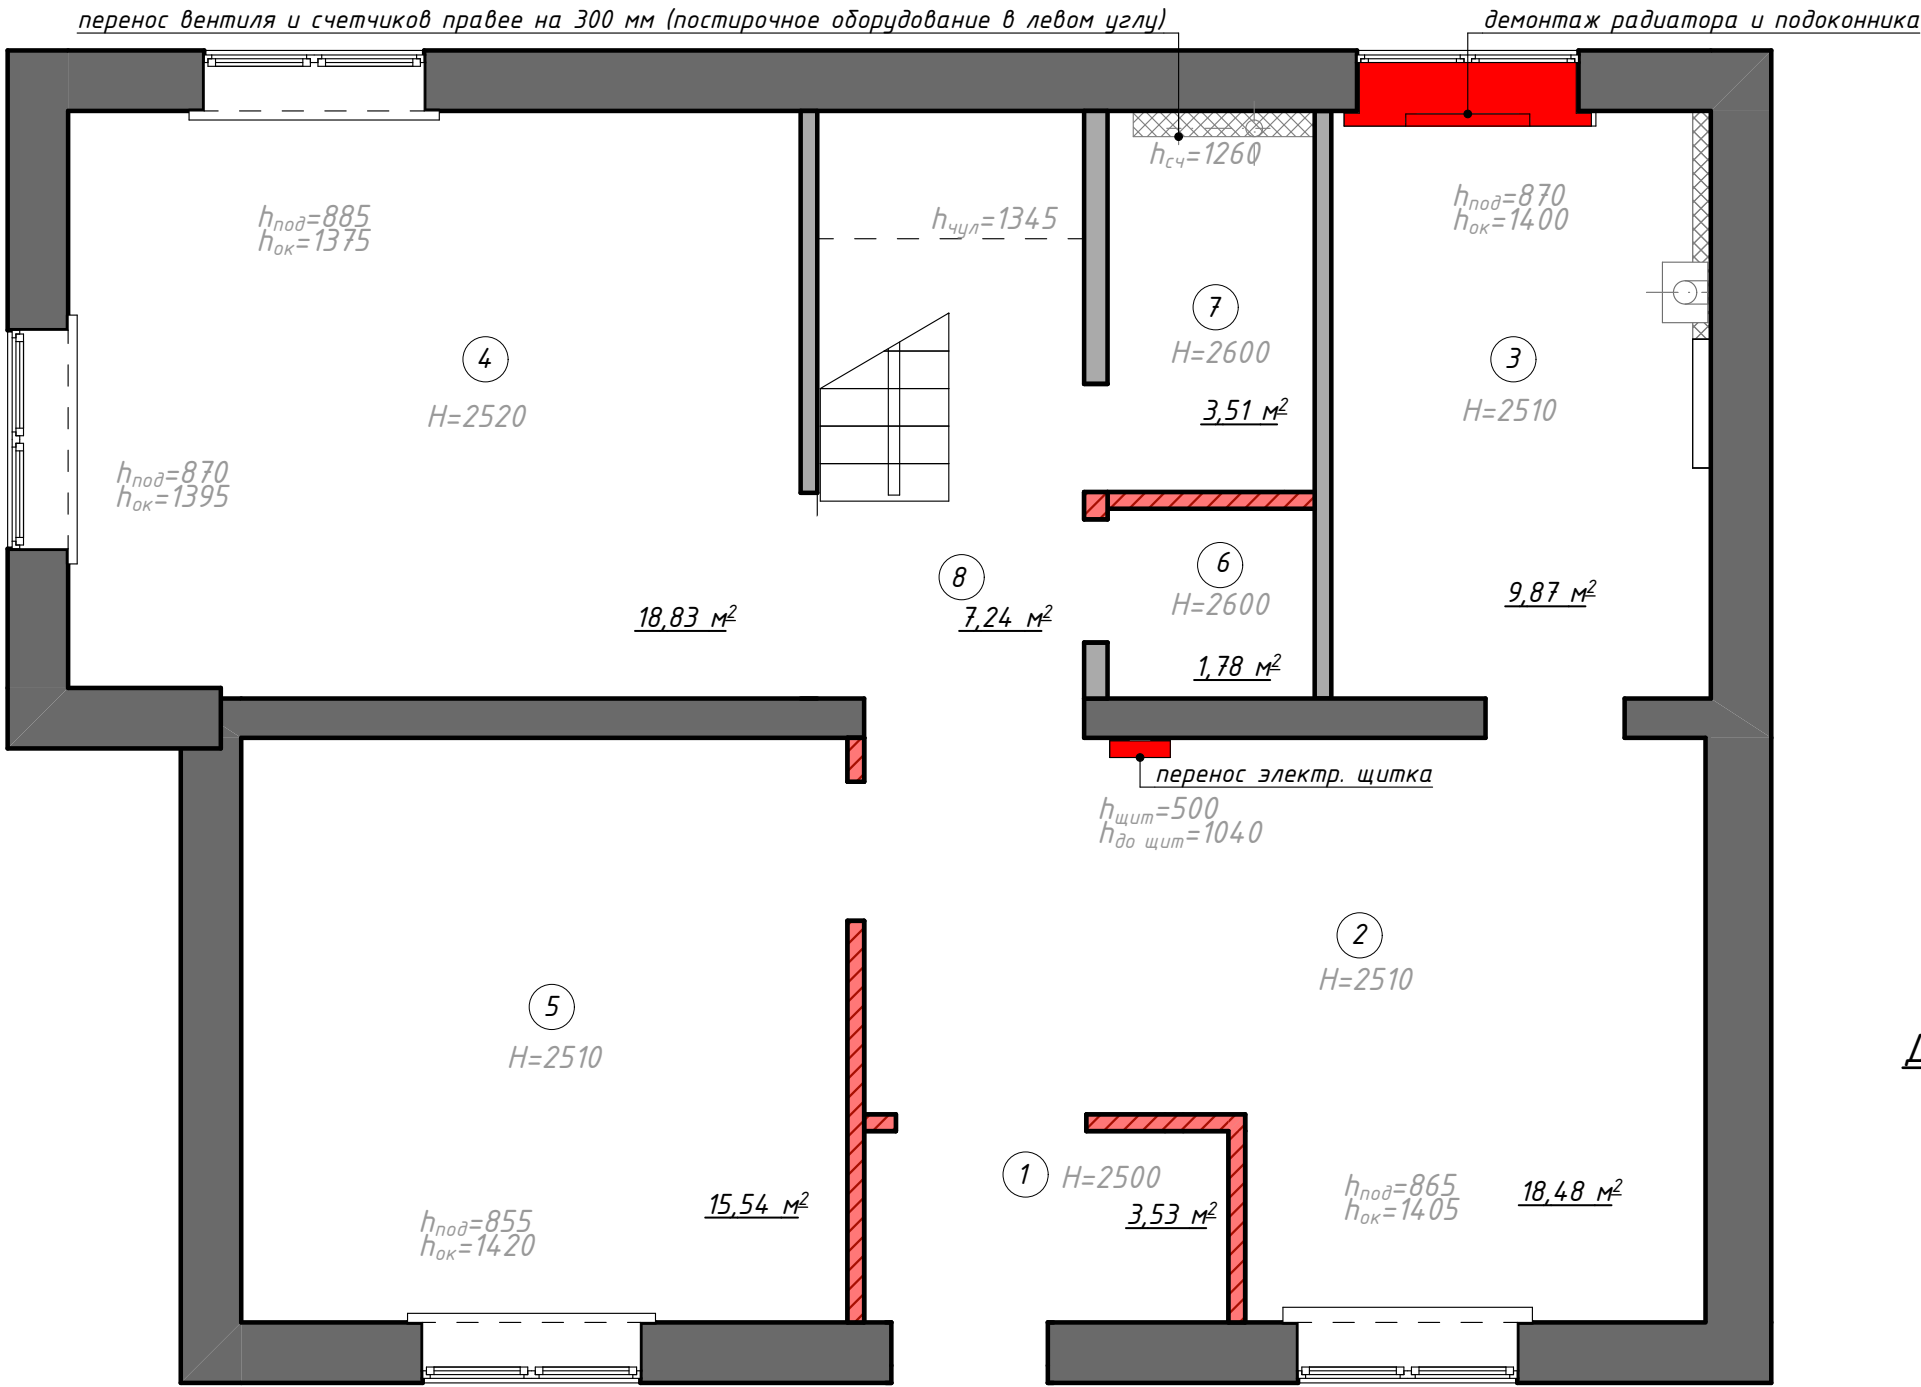 перенос вентиля и счетчиков правее на 300 мм (постирочное оборудование в левом углу)
демонтаж радиатора и подоконника
hсч=1260
hпод=885
hок=1375
hчул=1345
hпод=870
hок=1400
7
H=2600
3,51 м²
4
H=2520
3
H=2510
hпод=870
hок=1395
6
H=2600
1,78 м²
8
7,24 м²
18,83 м²
9,87 м²
перенос электр. щитка
hщит=500
hдо щит=1040
2
H=2510
5
H=2510
Д
1
H=2500
3,53 м²
15,54 м²
hпод=855
hок=1420
hпод=865
hок=1405
18,48 м²